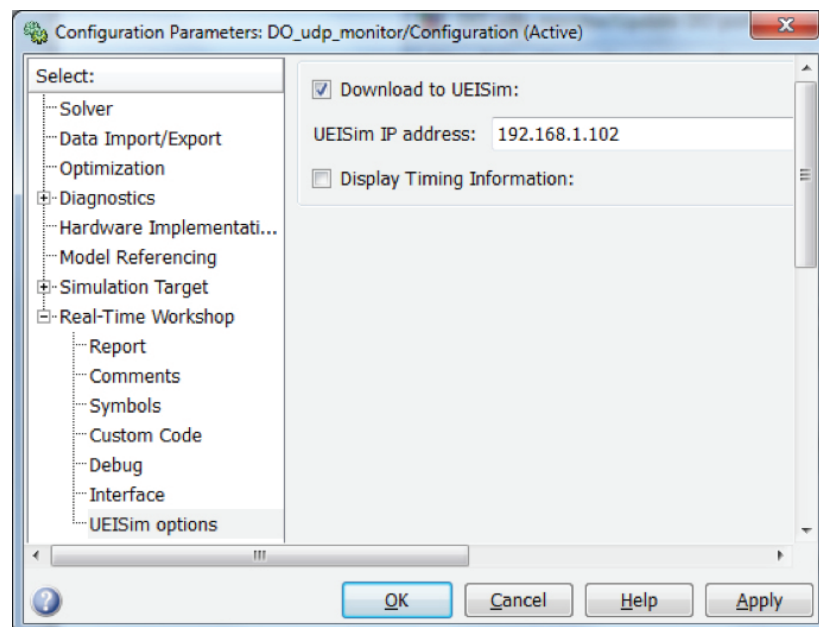 Configuration Parameters: DO_udp_monitor/Configuration (Active)
Select:
Solver
Data Import/Export
Optimization
Diagnostics
Hardware Implementati...
Model Referencing
Simulation Target
Real-Time Workshop
Report
Comments
Symbols
Custom Code
Debug
Interface
UEISim options
Download to UEISim:
UEISim IP address: 192.168.1.102
Display Timing Information:
OK Cancel Help Apply